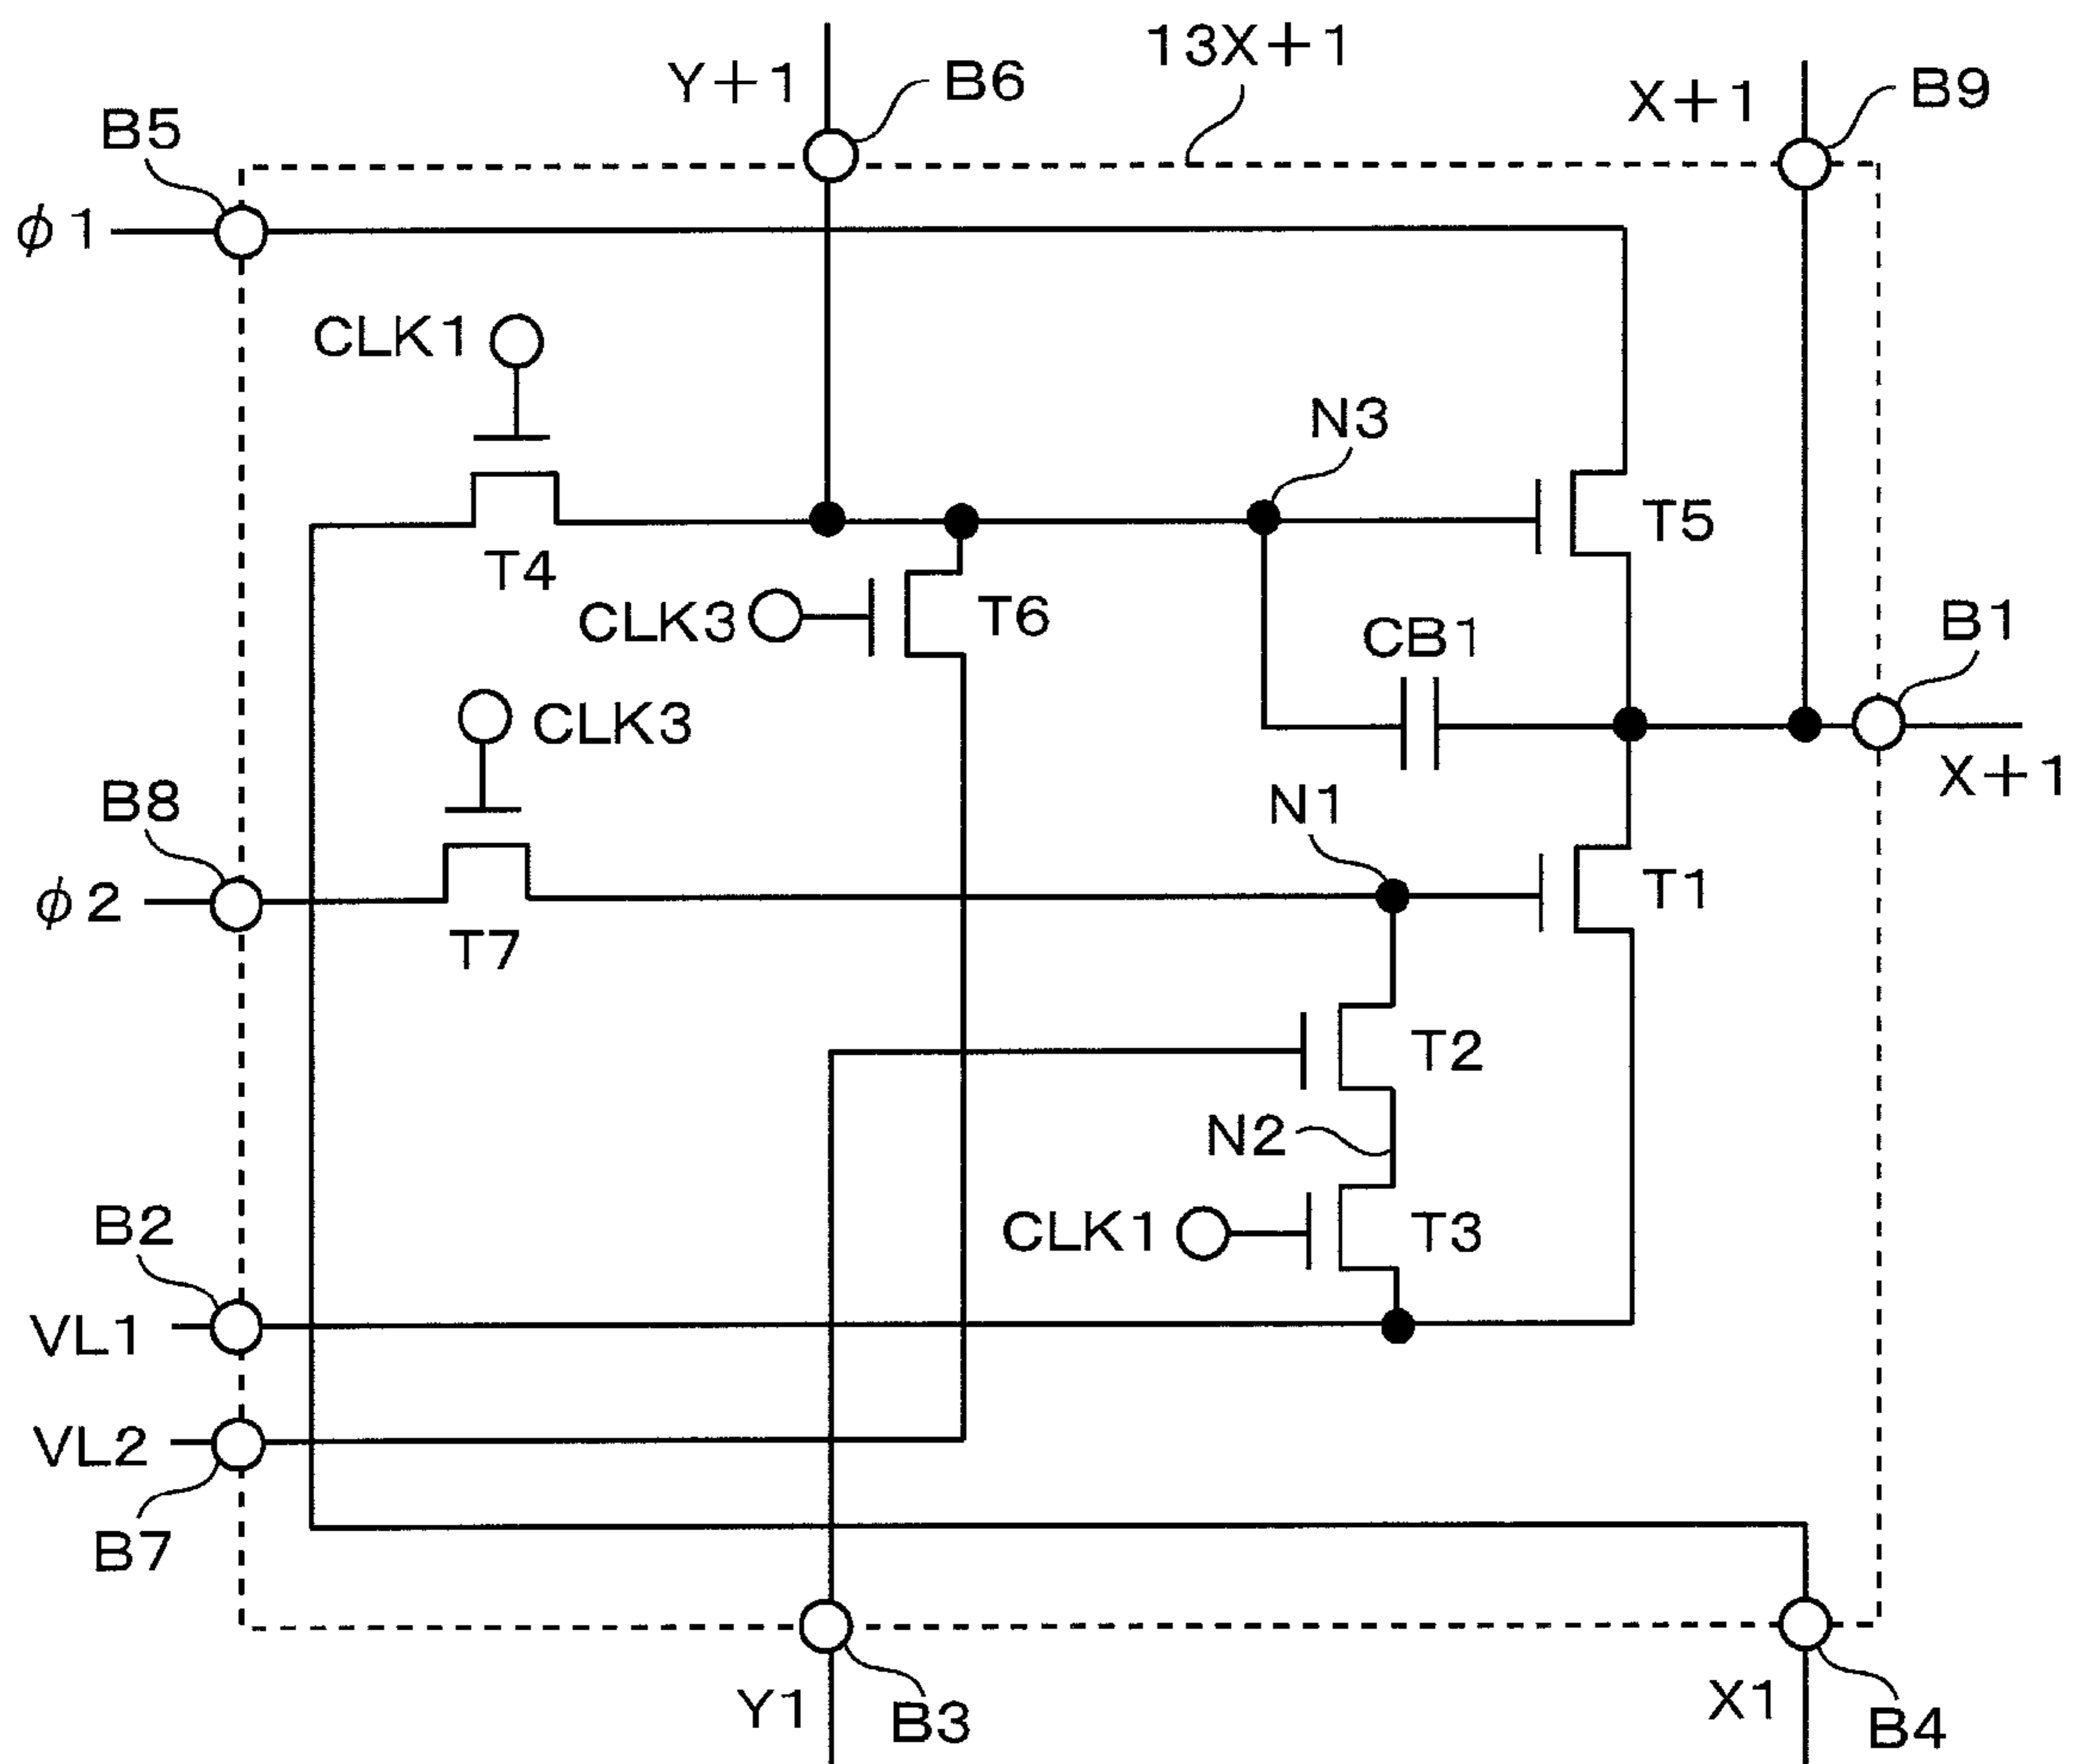 13X+1
Y+1
B6
X+1
B9
B5
φ1
CLK1
N3
T5
T4
CLK3
T6
CB1
B1
CLK3
X+1
B8
N1
φ2
T1
T7
T2
N2
B2
CLK1
T3
VL1
VL2
B7
Y1
B3
X1
B4